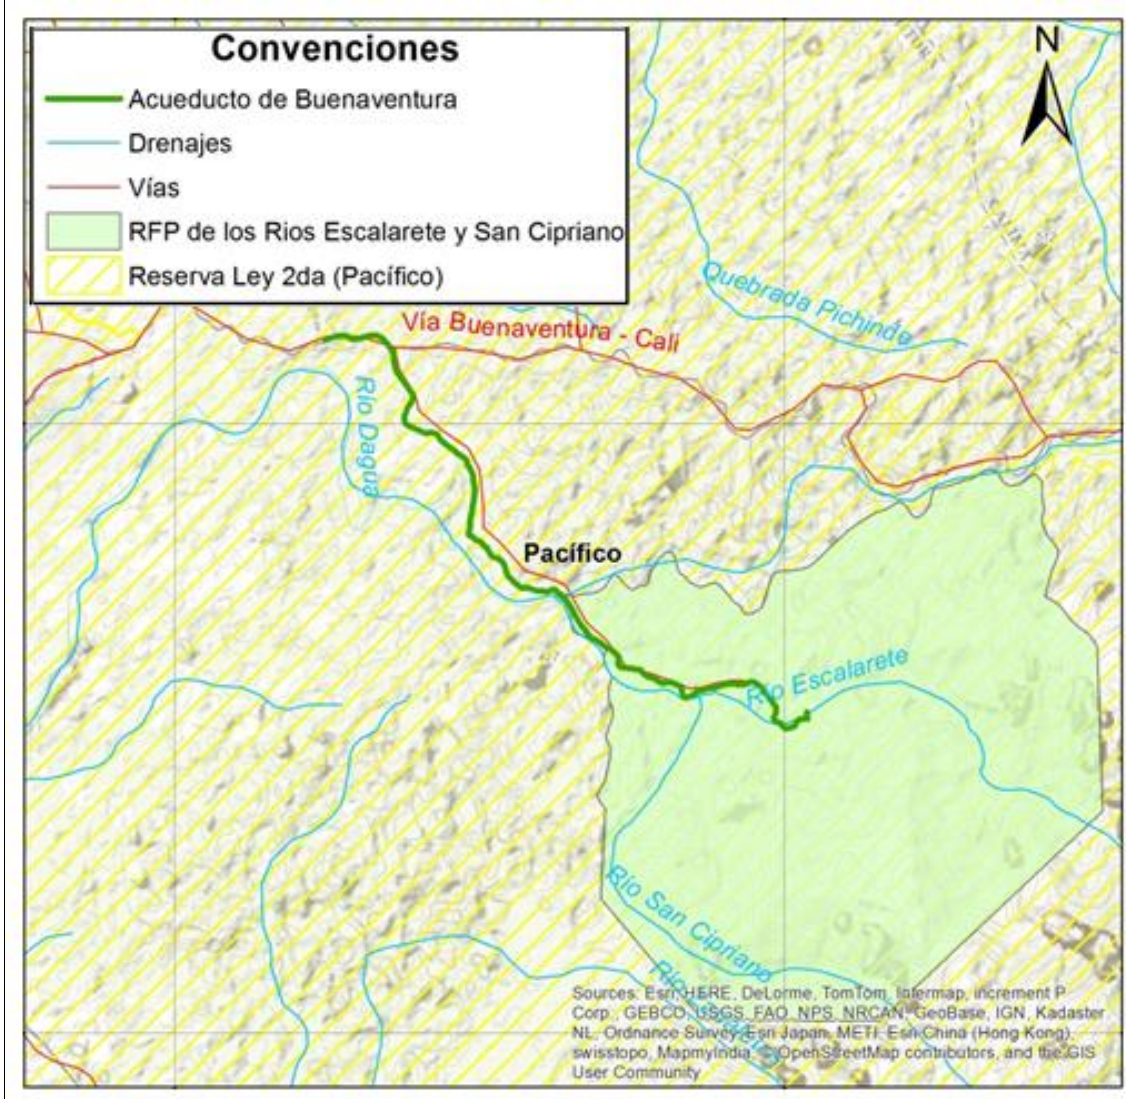 Convenciones
Acueducto de Buenaventura
Drenajes
Vías
RFP de los Rios Escalarete y San Cipriano
Reserva Ley 2da (Pacífico)
N
Quebrada Pichinde
Vía Buenaventura - Cali
Río Dagua
Pacífico
Río Escalarete
Río San Cipriano
Río
Sources: Esri, HERE, DeLorme, TomTom, Intermap, increment P
Corp., GEBCO, USGS, FAO, NPS, NRCAN, GeoBase, IGN, Kadaster
NL, Ordnance Survey, Esri Japan, METI, Esri China (Hong Kong),
swisstopo, MapmyIndia, © OpenStreetMap contributors, and the GIS
User Community